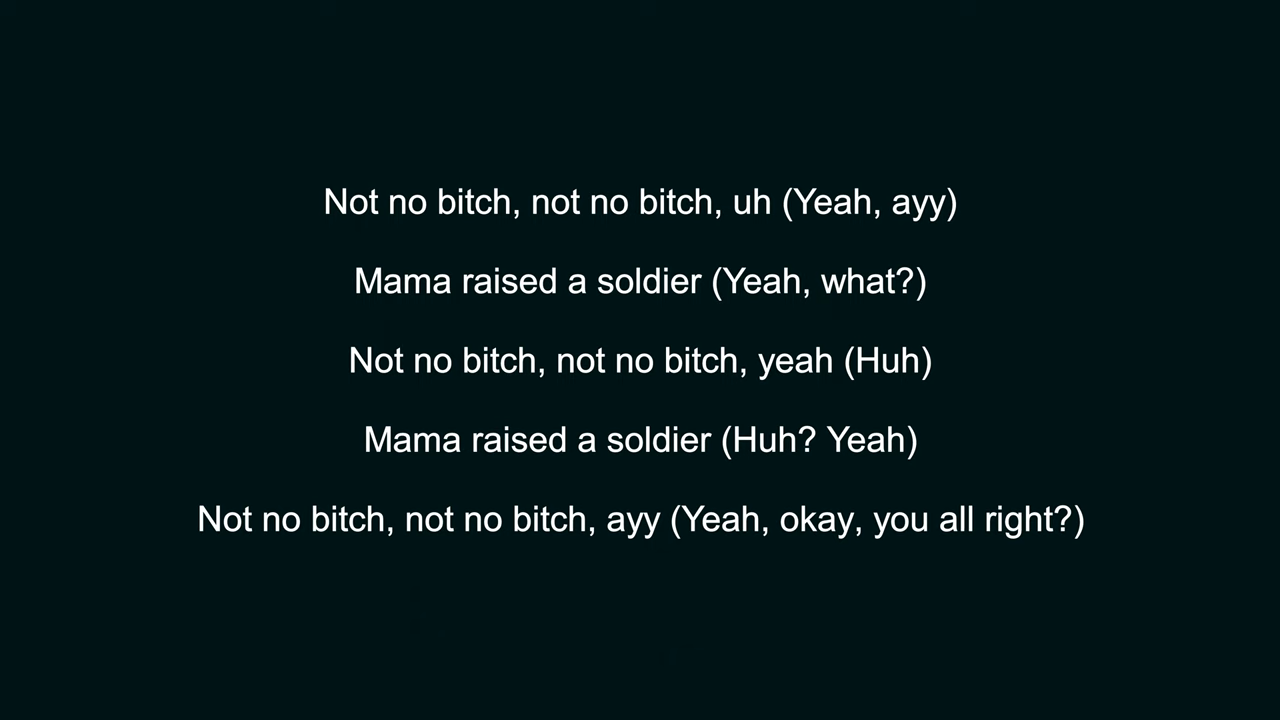 Not no bitch, not no bitch, uh (Yeah, ayy)
Mama raised a soldier (Yeah, what?)
Not no bitch, not no bitch, yeah (Huh)
Mama raised a soldier (Huh? Yeah)
Not no bitch, not no bitch, ayy (Yeah, okay, you all right?)